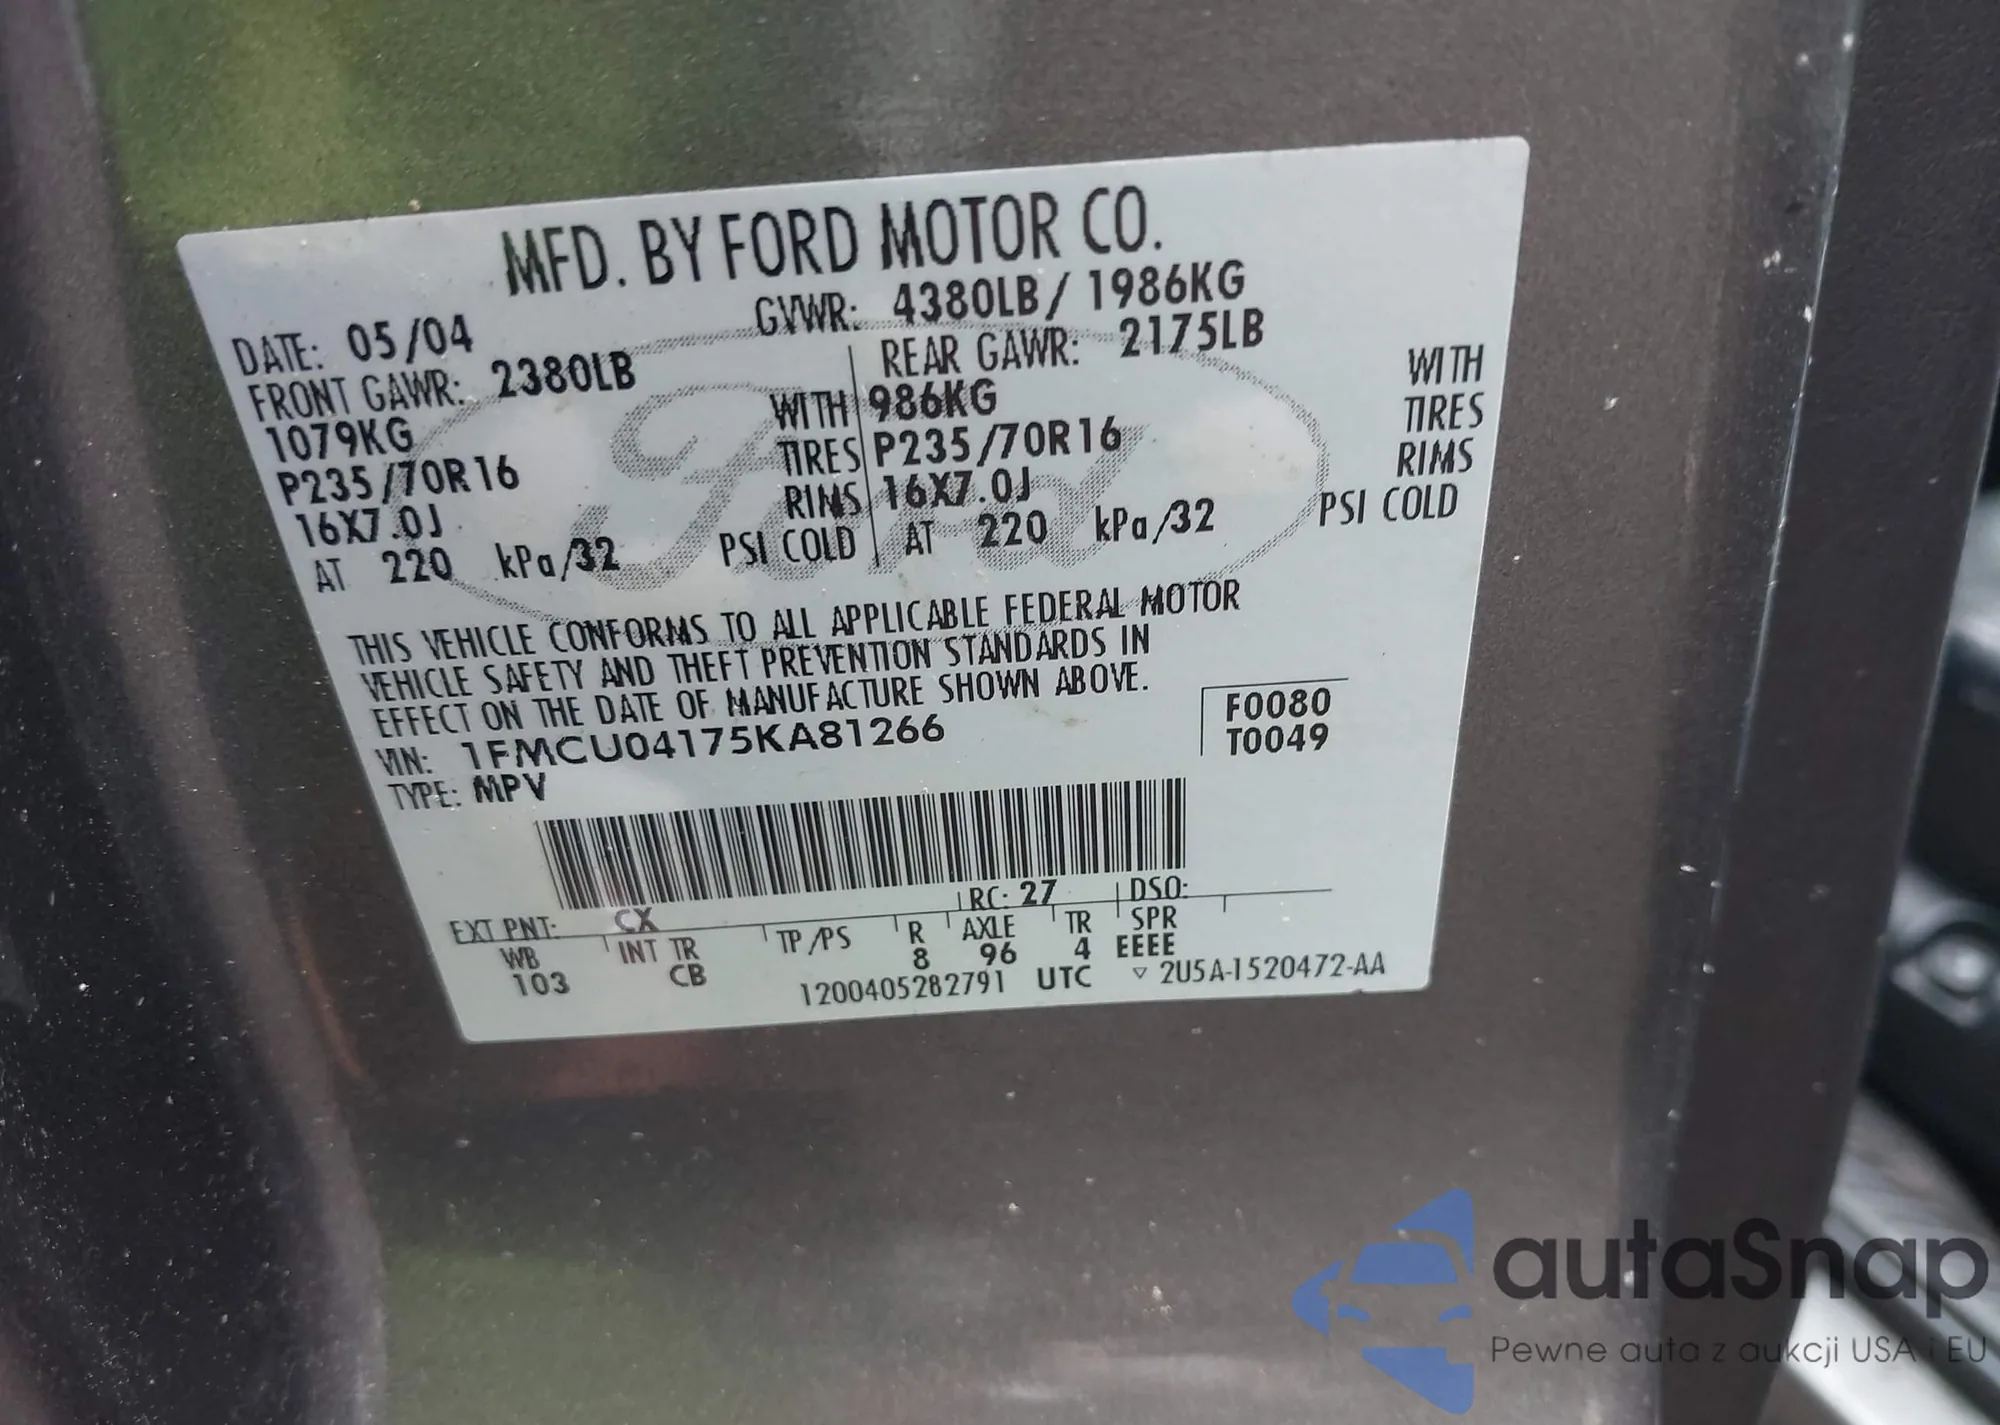 MFD. BY FORD MOTOR CO.
DATE: 05/04 GVWR: 4380LB/ 1986KG
FRONT GAWR: 2380LB REAR GAWR: 2175LB
1079KG WITH 986KG WITH
P235/70R16 TIRES P235/70R16 TIRES
16X7.0J RIMS 16X7.0J RIMS
AT 220 kPa/32 PSI COLD AT 220 kPa/32 PSI COLD
Ford
THIS VEHICLE CONFORMS TO ALL APPLICABLE FEDERAL MOTOR
VEHICLE SAFETY AND THEFT PREVENTION STANDARDS IN
EFFECT ON THE DATE OF MANUFACTURE SHOWN ABOVE.
VIN: 1FMCU04175KA81266
TYPE: MPV
F0080
T0049
EXT PNT: CX RC: 27 DSO:
WB INT TR TP/PS R AXLE TR SPR
103 CB 8 96 4 EEEE
1200405282791 UTC ▽ 2U5A-1520472-AA
autaSnap
Pewne auta z aukcji USA i EU